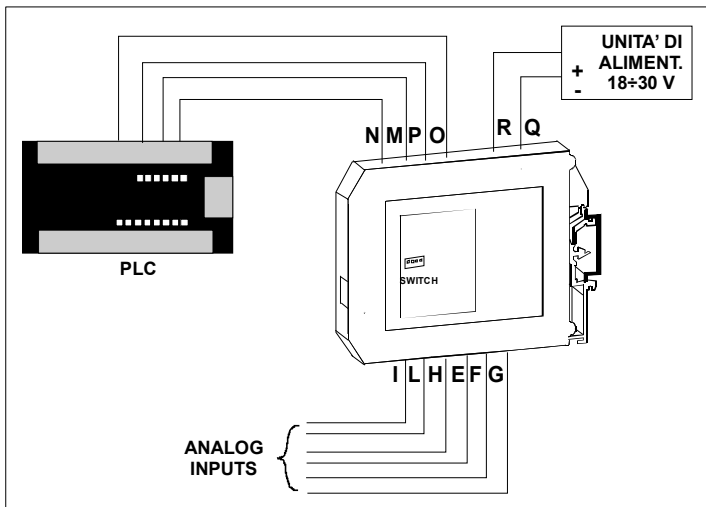 UNITA' DI
ALIMENT.
18÷30 V
+
-
N M P O
R Q
PLC
SWITCH
I L H E F G
ANALOG
INPUTS